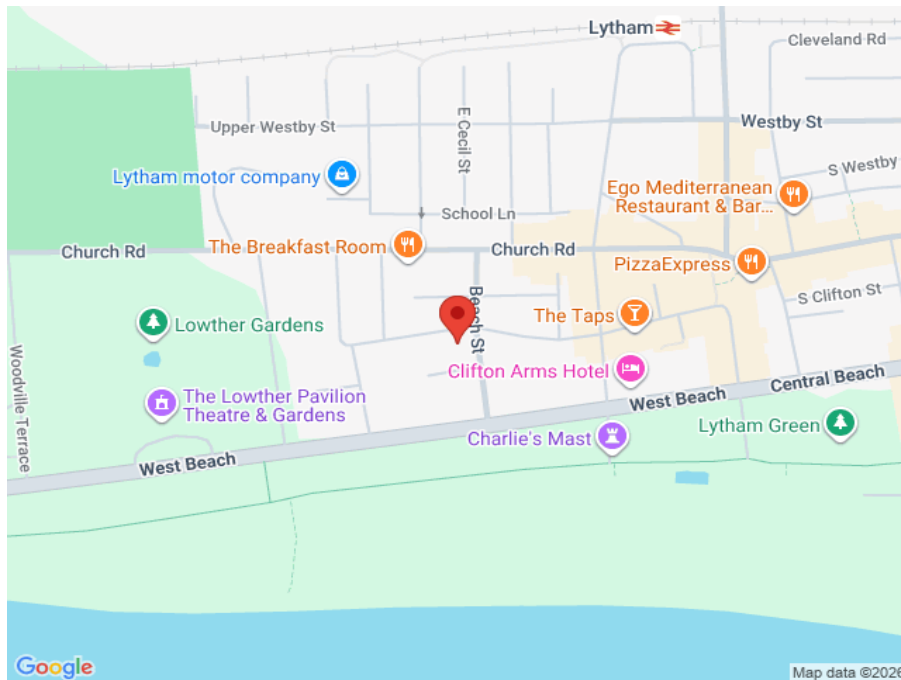 Lytham
Cleveland Rd
E Cecil St
Upper Westby St
Westby St
Lytham motor company
S Westby
Ego Mediterranean
Restaurant & Bar...
School Ln
The Breakfast Room
Church Rd
Church Rd
PizzaExpress
Beach St
S Clifton St
Lowther Gardens
The Taps
Woodville Terrace
Clifton Arms Hotel
Central Beach
The Lowther Pavilion
Theatre & Gardens
West Beach
Charlie's Mast
Lytham Green
West Beach
Google
Map data ©2026